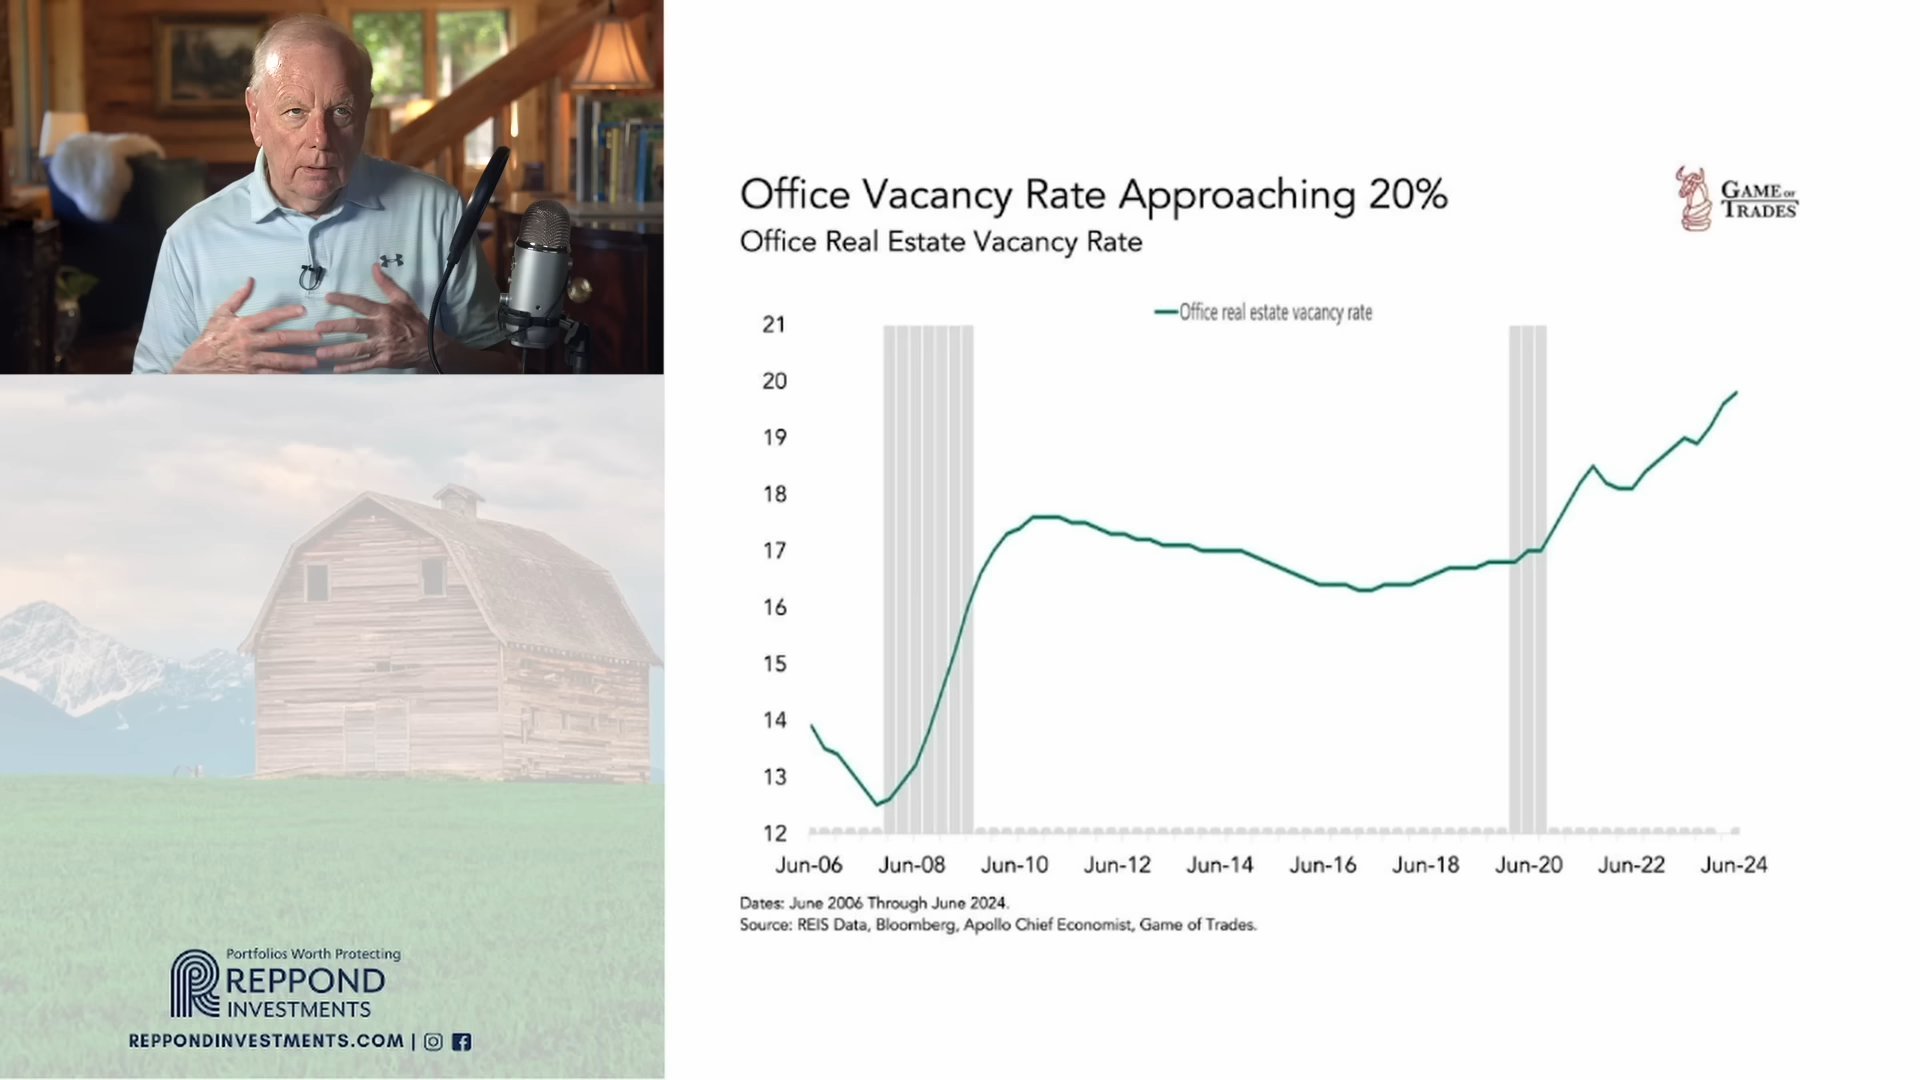 Office Vacancy Rate Approaching 20%
Office Real Estate Vacancy Rate
GAME OF
TRADES
Office real estate vacancy rate
21
20
19
18
17
16
15
14
13
12
Jun-06 Jun-08 Jun-10 Jun-12 Jun-14 Jun-16 Jun-18 Jun-20 Jun-22 Jun-24
Dates: June 2006 Through June 2024.
Source: REIS Data, Bloomberg, Apollo Chief Economist, Game of Trades.
Portfolios Worth Protecting
REPPOND
INVESTMENTS
REPPONDINVESTMENTS.COM |